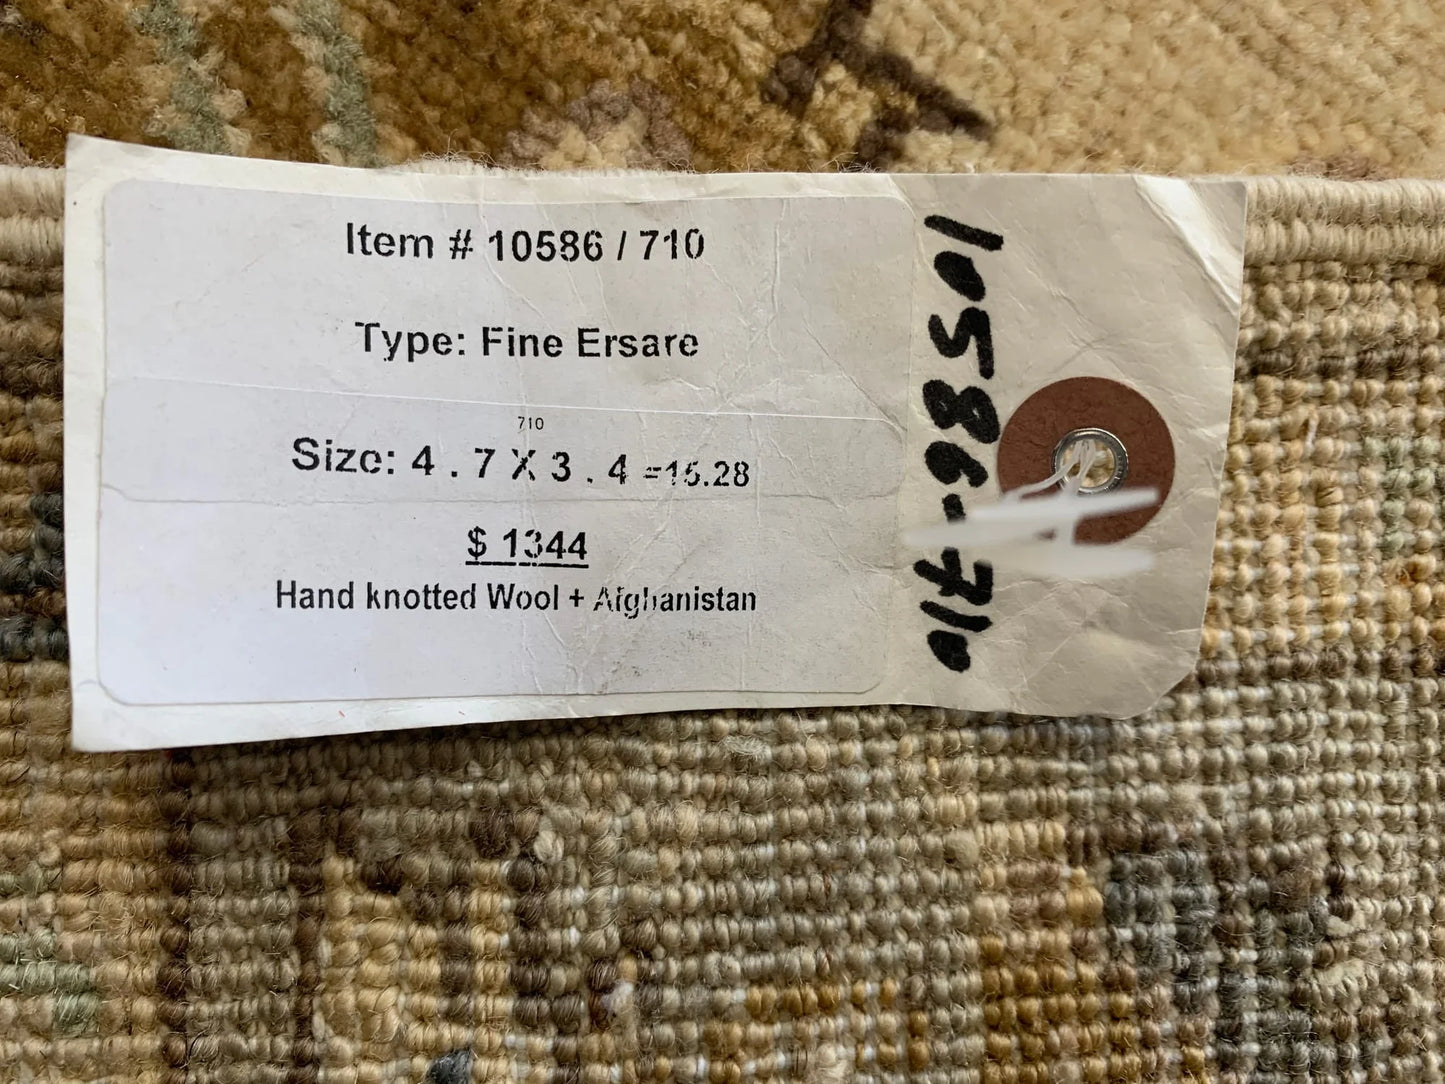 Item # 10586 / 710
Type: Fine Ersare
710
Size: 4 . 7 X 3 . 4 =15.28
$ 1344
Hand knotted Wool + Afghanistan
10586-710